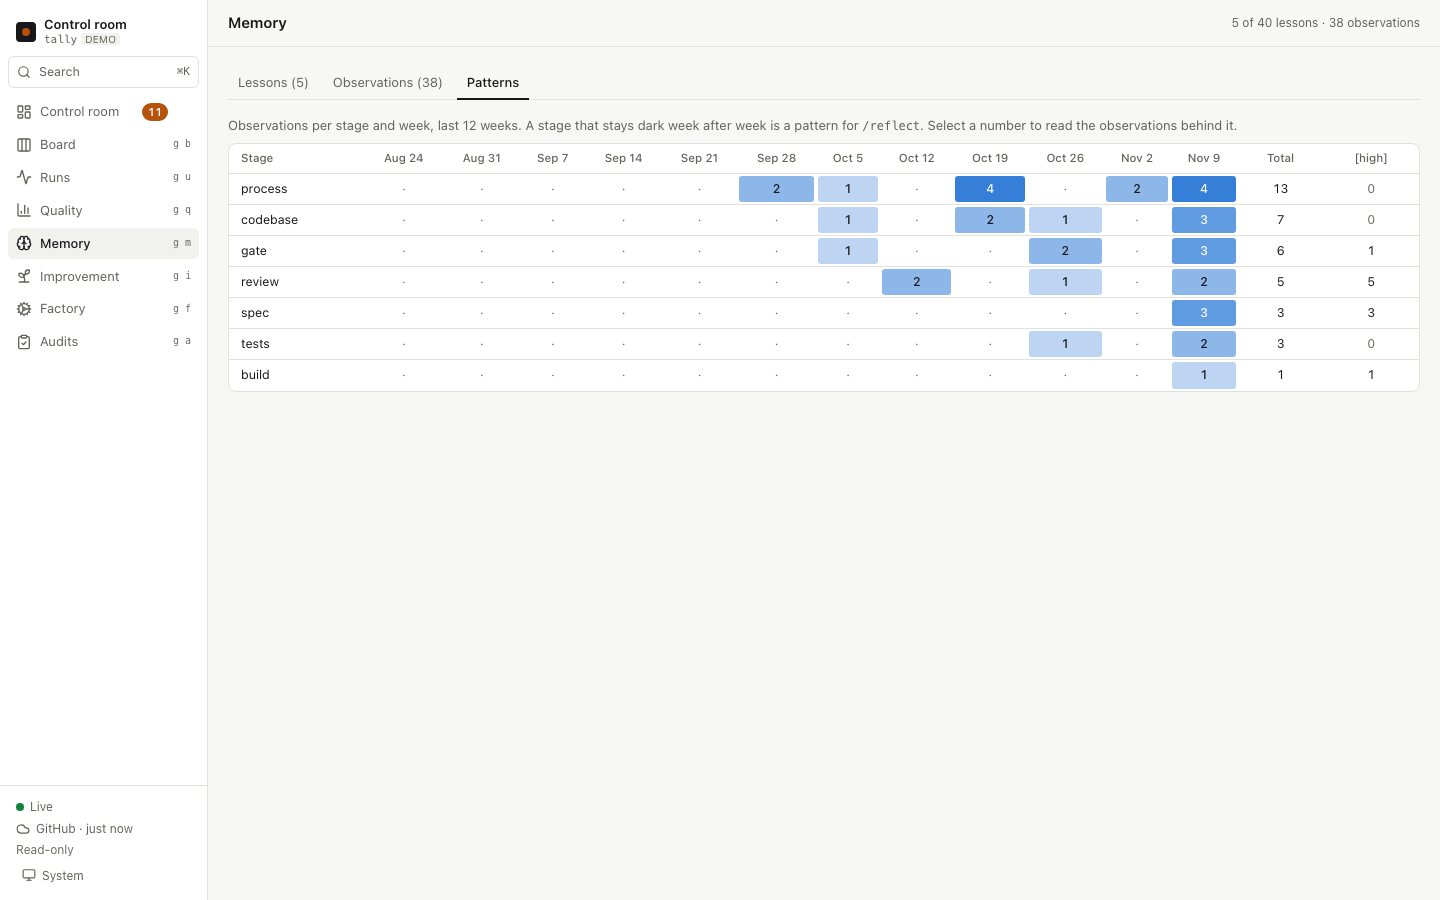 Control room
tally DEMO
Search ⌘K
Control room 11
Board g b
Runs g u
Quality g q
Memory g m
Improvement g i
Factory g f
Audits g a
Live
GitHub · just now
Read-only
System
Memory
5 of 40 lessons · 38 observations
Lessons (5) Observations (38) Patterns
Observations per stage and week, last 12 weeks. A stage that stays dark week after week is a pattern for /reflect. Select a number to read the observations behind it.
Stage Aug 24 Aug 31 Sep 7 Sep 14 Sep 21 Sep 28 Oct 5 Oct 12 Oct 19 Oct 26 Nov 2 Nov 9 Total [high]
process · · · · · 2 1 · 4 · 2 4 13 0
codebase · · · · · · 1 · 2 1 · 3 7 0
gate · · · · · · 1 · · 2 · 3 6 1
review · · · · · · · 2 · 1 · 2 5 5
spec · · · · · · · · · · · 3 3 3
tests · · · · · · · · · 1 · 2 3 0
build · · · · · · · · · · · 1 1 1